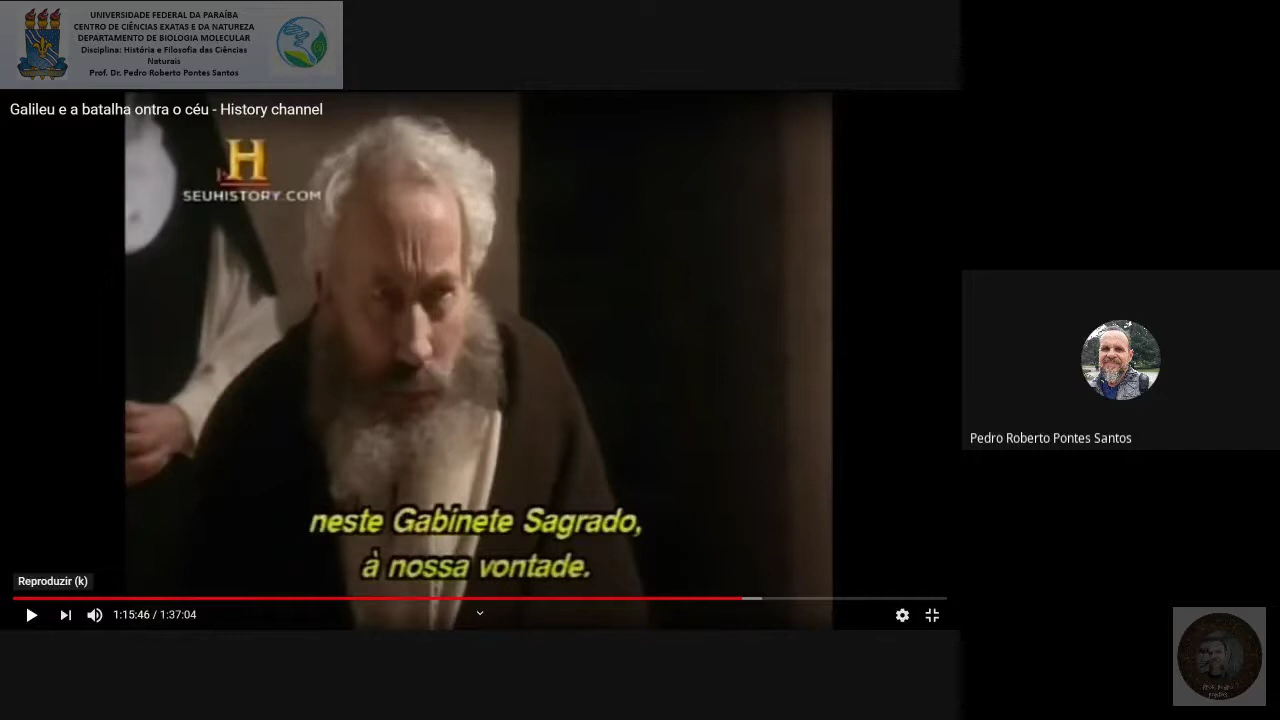 UNIVERSIDADE FEDERAL DA PARAÍBA
CENTRO DE CIÊNCIAS EXATAS E DA NATUREZA
DEPARTAMENTO DE BIOLOGIA MOLECULAR
Disciplina: História e Filosofia das Ciências
Naturais
Prof. Dr. Pedro Roberto Pontes Santos
Galileu e a batalha ontra o céu - History channel
H
SEUHISTORY.COM
neste Gabinete Sagrado,
à nossa vontade.
Reproduzir (k)
1:15:46 / 1:37:04
Pedro Roberto Pontes Santos